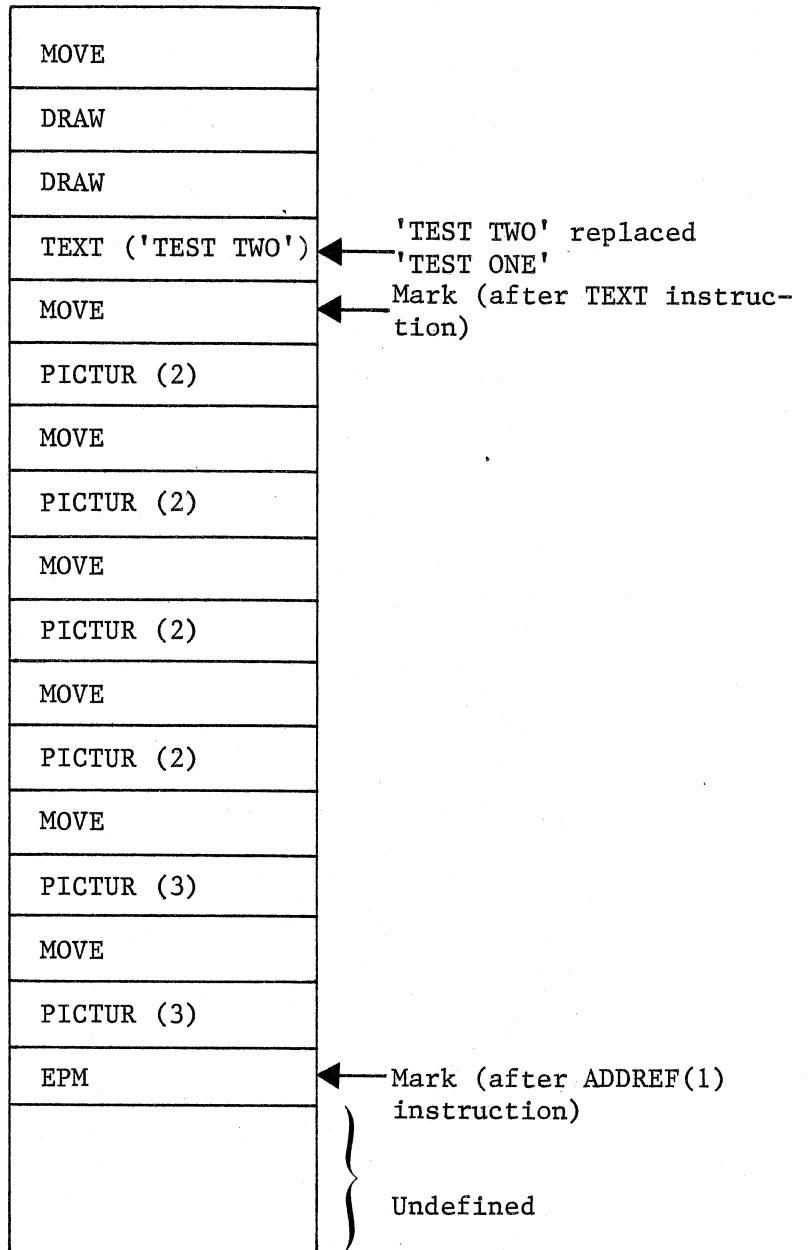 MOVE
DRAW
DRAW
TEXT ('TEST TWO')
'TEST TWO' replaced
'TEST ONE'
MOVE
Mark (after TEXT instruc-
tion)
PICTUR (2)
MOVE
PICTUR (2)
MOVE
PICTUR (2)
MOVE
PICTUR (2)
MOVE
PICTUR (3)
MOVE
PICTUR (3)
EPM
Mark (after ADDREF(1)
instruction)
Undefined